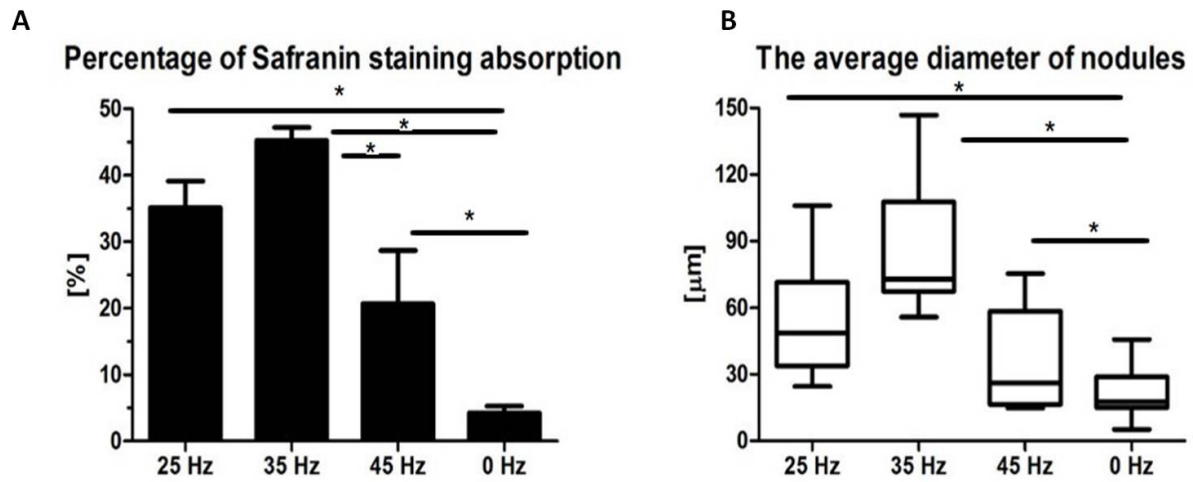 A
Percentage of Safranin staining absorption
[%]
50
40
30
20
10
0
*
*
*
*
25 Hz 35 Hz 45 Hz 0 Hz
B
The average diameter of nodules
[µm]
150
120
90
60
30
0
*
*
*
25 Hz 35 Hz 45 Hz 0 Hz